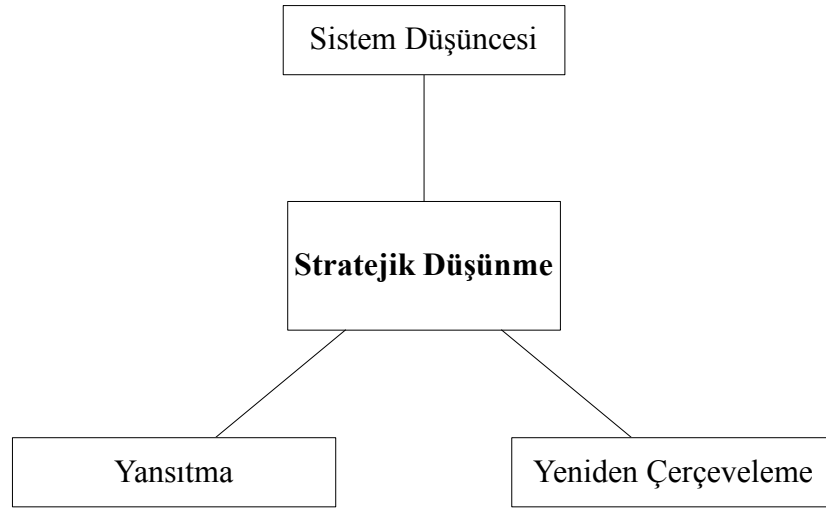 Sistem Düşüncesi
Stratejik Düşünme
Yansıtma
Yeniden Çerçeveleme